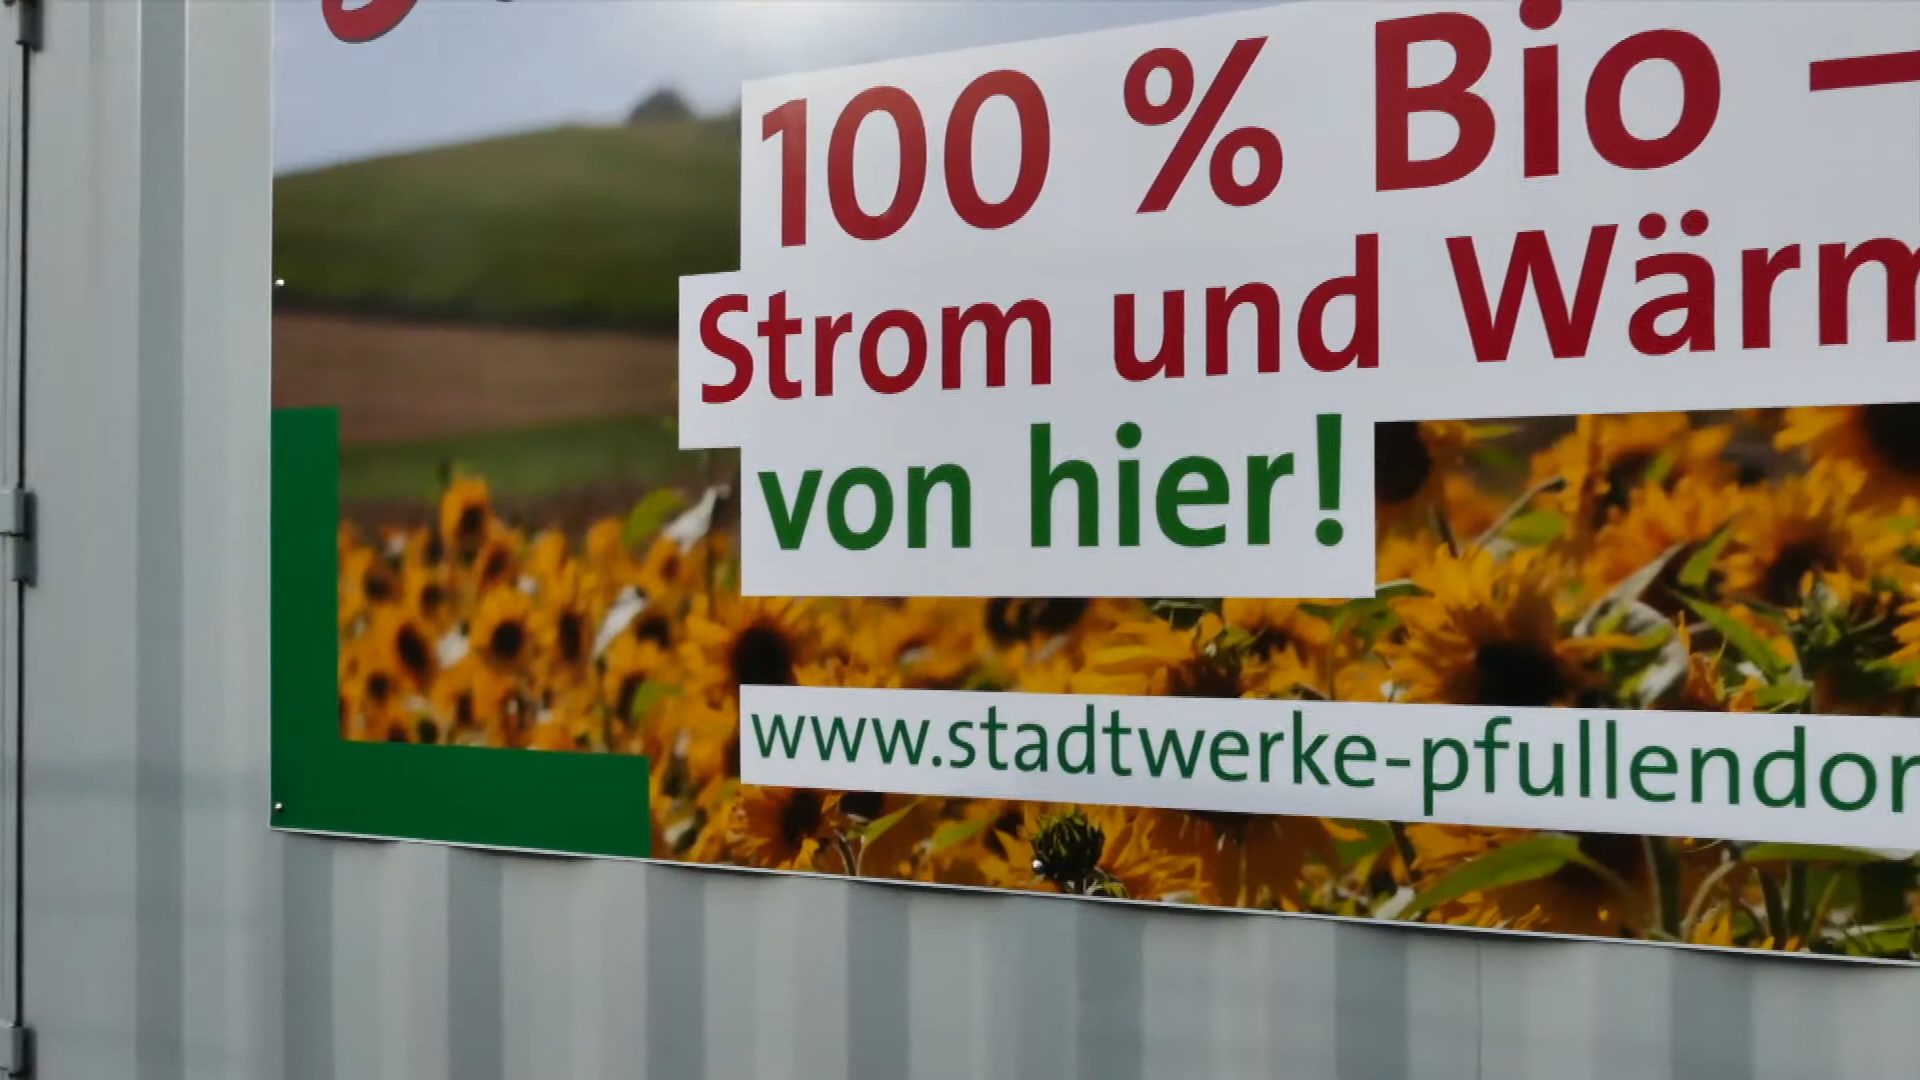 100 % Bio –
Strom und Wärm
von hier!
www.stadtwerke-pfullendor